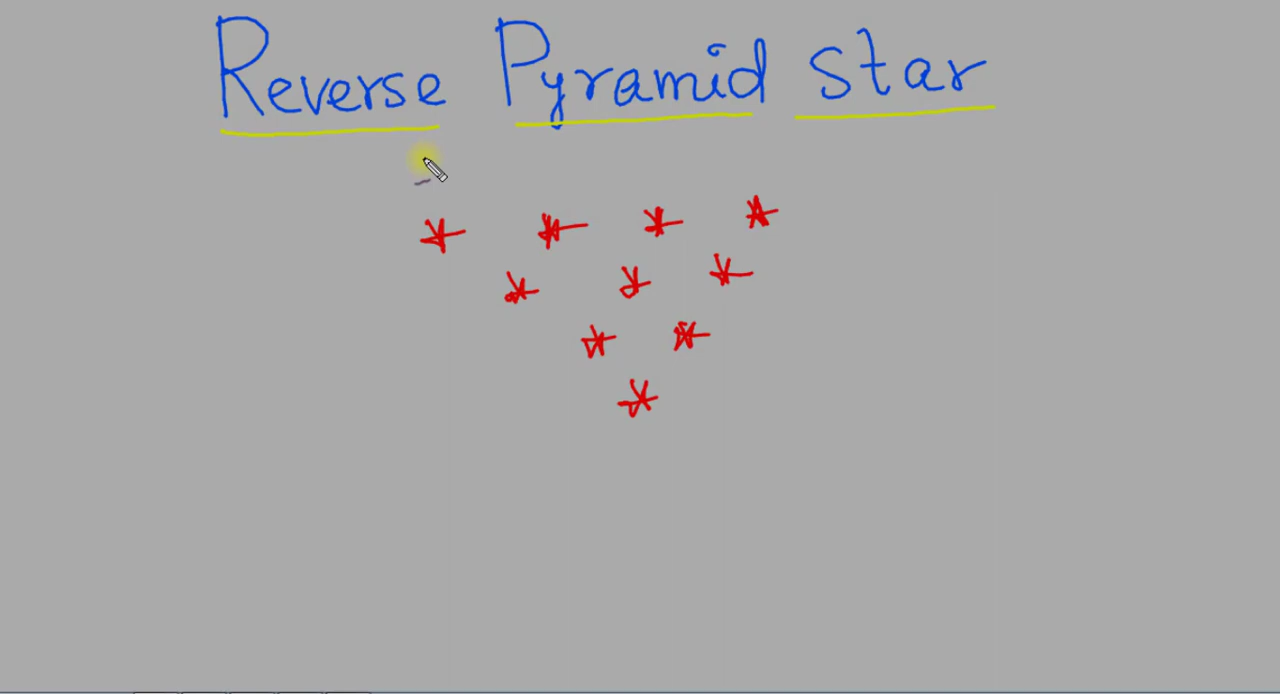 Reverse Pyramid star
* * * *
* * *
* *
*